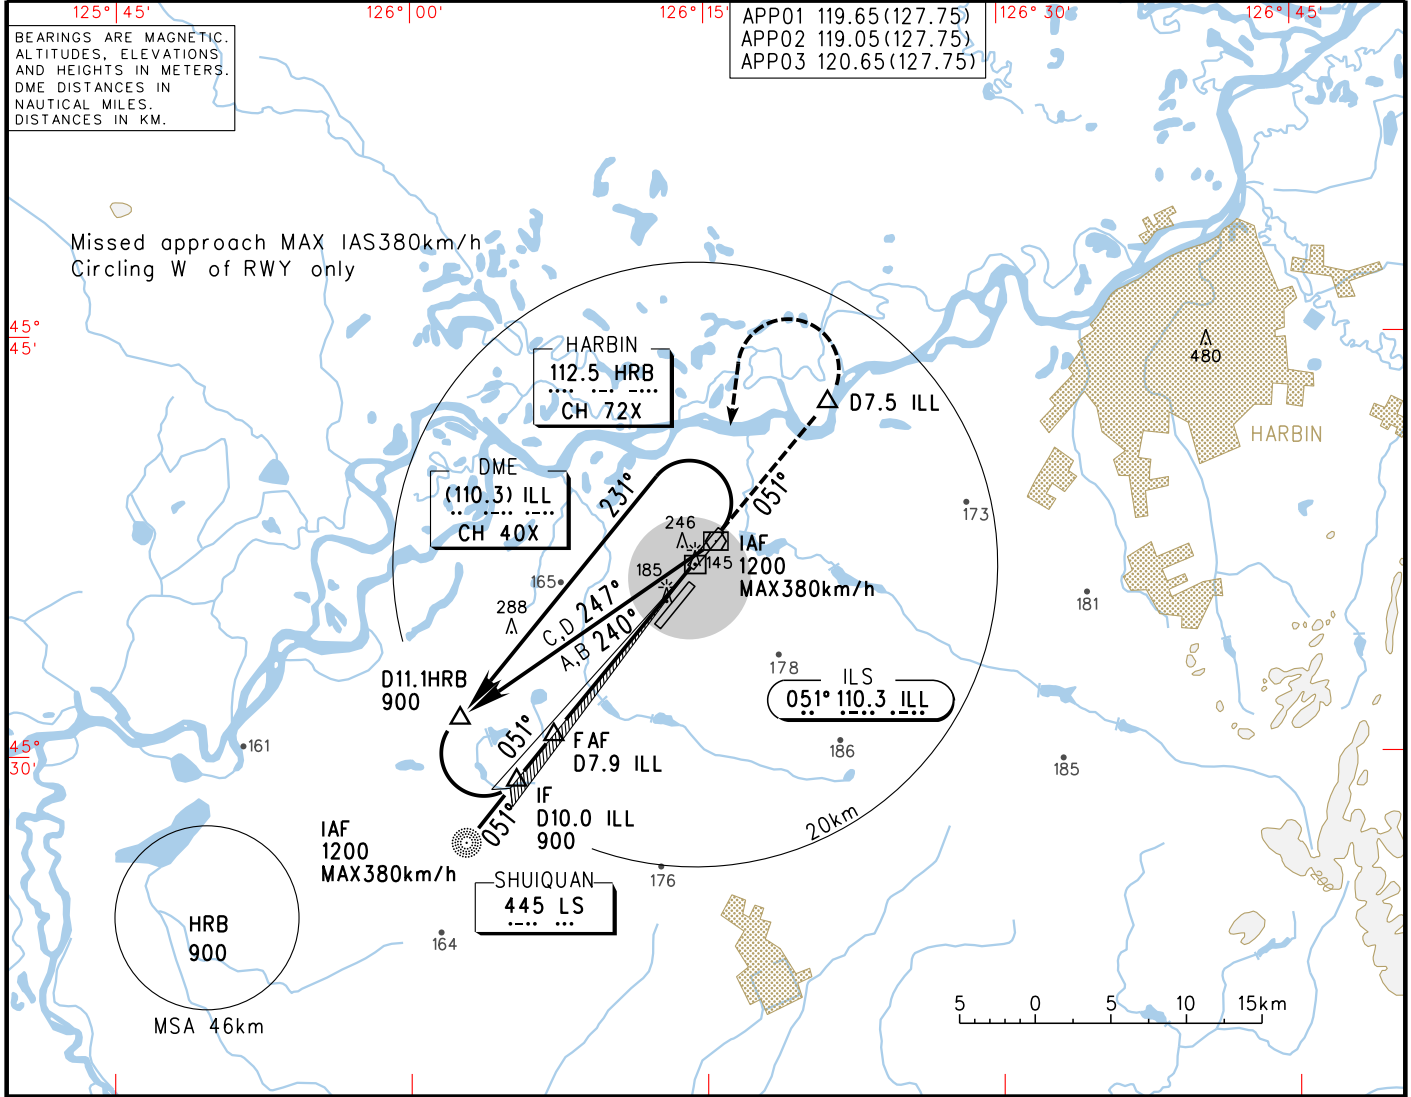 125° 45'
126° 00'
126° 15'
126° 30'
126° 45'
BEARINGS ARE MAGNETIC.
ALTITUDES, ELEVATIONS
AND HEIGHTS IN METERS.
DME DISTANCES IN
NAUTICAL MILES.
DISTANCES IN KM.
APP01 119.65(127.75)
APP02 119.05(127.75)
APP03 120.65(127.75)
Missed approach MAX IAS380km/h
Circling W of RWY only
45°
45'
HARBIN
112.5 HRB
.... .-. -...
CH 72X
480
D7.5 ILL
HARBIN
DME
(110.3) ILL
.. .-.. .-..
CH 40X
231°
051°
173
246
IAF
1200
MAX380km/h
145
185
165
288
C,D 247°
A,B 240°
181
178
D11.1HRB
900
ILS
051° 110.3 ILL
.. .-.. .-..
051°
FAF
D7.9 ILL
161
45°
30'
186
185
IF
D10.0 ILL
900
051°
20km
IAF
1200
MAX380km/h
SHUIQUAN
445 LS
.-.. ...
176
200
HRB
900
164
MSA 46km
5 0 5 10 15km